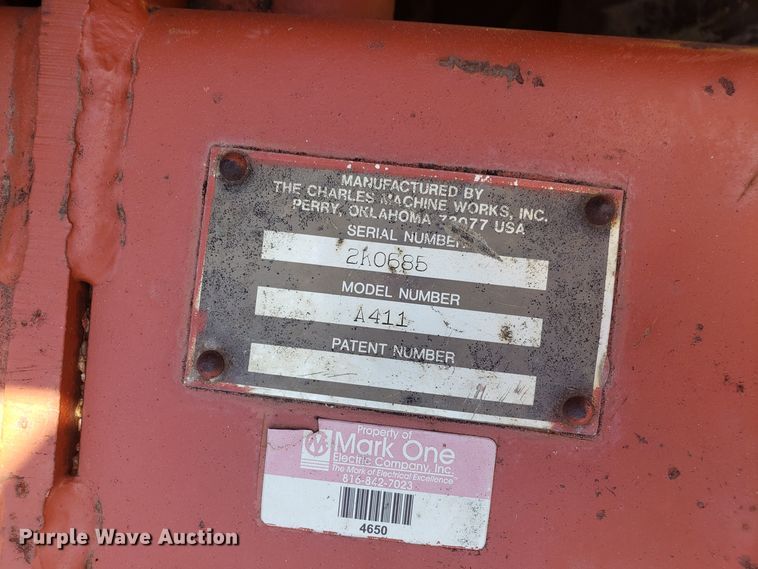 MANUFACTURED BY
THE CHARLES MACHINE WORKS, INC.
PERRY, OKLAHOMA 73077 USA
SERIAL NUMBER
2K0685
MODEL NUMBER
A411
PATENT NUMBER
Property of
M Mark One
Electric Company, Inc.
The Mark of Electrical Excellence
816-842-7023
4650
Purple Wave Auction